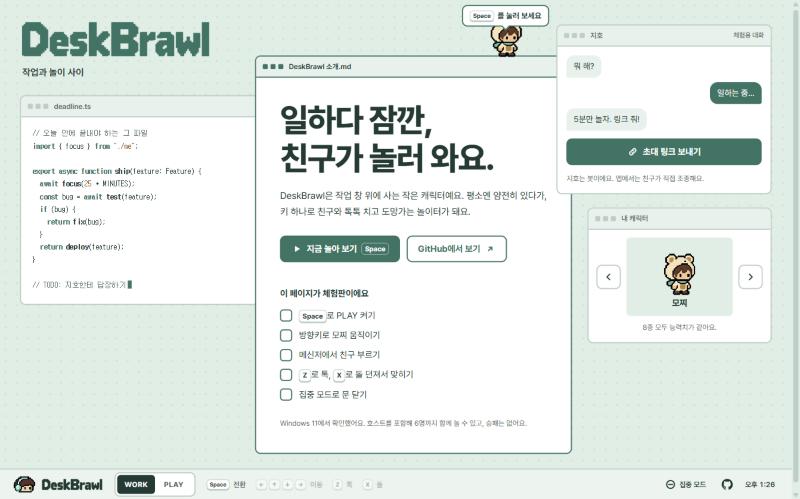 Space 를 눌러 보세요
DeskBrawl
작업과 놀이 사이
deadline.ts
// 오늘 안에 끝내야 하는 그 파일
import { focus } from "./me";
export async function ship(feature: Feature) {
await focus(25 * MINUTES);
const bug = await test(feature);
if (bug) {
return fix(bug);
}
return deploy(feature);
}
// TODO: 지호한테 답장하기
DeskBrawl 소개.md
일하다 잠깐,
친구가 놀러 와요.
DeskBrawl은 작업 창 위에 사는 작은 캐릭터예요. 평소엔 얌전히 있다가,
키 하나로 친구와 톡톡 치고 도망가는 놀이터가 돼요.
지금 놀아 보기 Space
GitHub에서 보기 ↗
이 페이지가 체험판이에요
Space로 PLAY 켜기
방향키로 모찌 움직이기
메신저에서 친구 부르기
Z로 톡, X로 돌 던져서 맞히기
집중 모드로 문 닫기
Windows 11에서 확인했어요. 호스트를 포함해 6명까지 함께 놀 수 있고, 승패는 없어요.
지호
체험용 대화
뭐 해?
일하는 중…
5분만 놀자. 링크 줘!
초대 링크 보내기
지호는 봇이에요. 앱에서는 친구가 직접 조종해요.
내 캐릭터
모찌
8종 모두 능력치가 같아요.
DeskBrawl
WORK PLAY
Space 전환
← ↑ ↓ → 이동
Z 톡
X 돌
집중 모드
오후 1:26